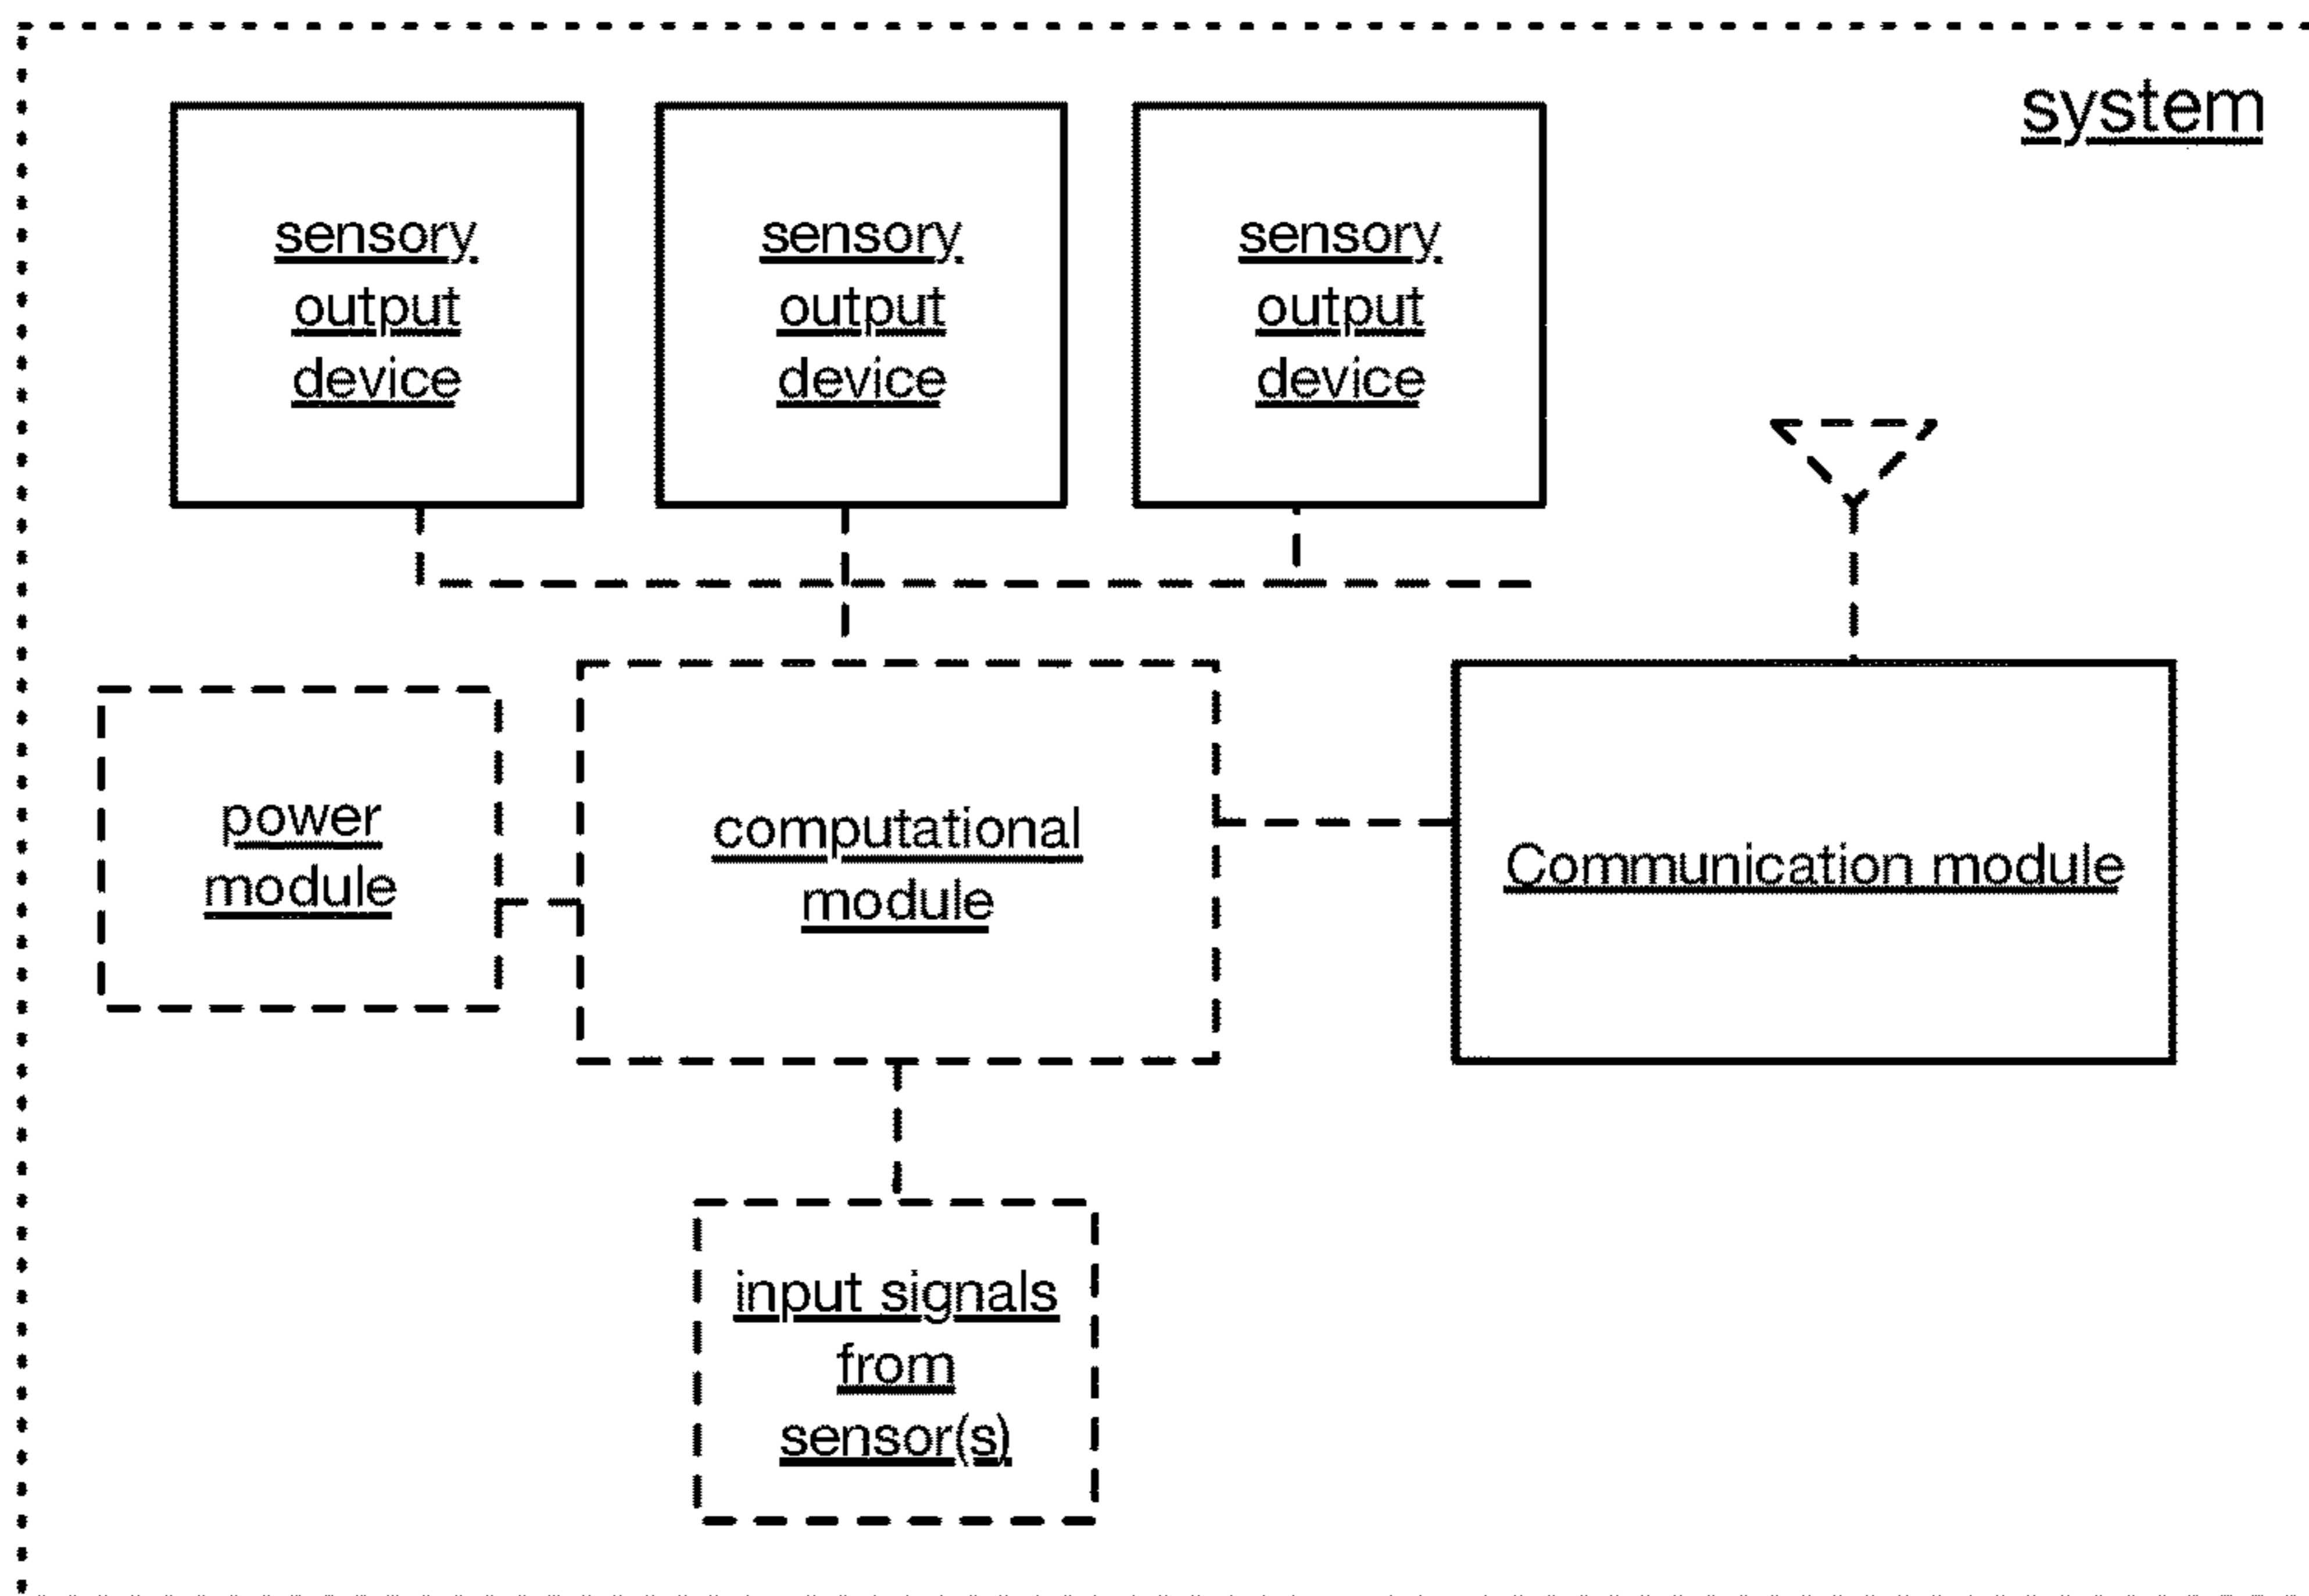 system
sensory
output
device
sensory
output
device
sensory
output
device
power
module
computational
module
Communication module
input signals
from
sensor(s)